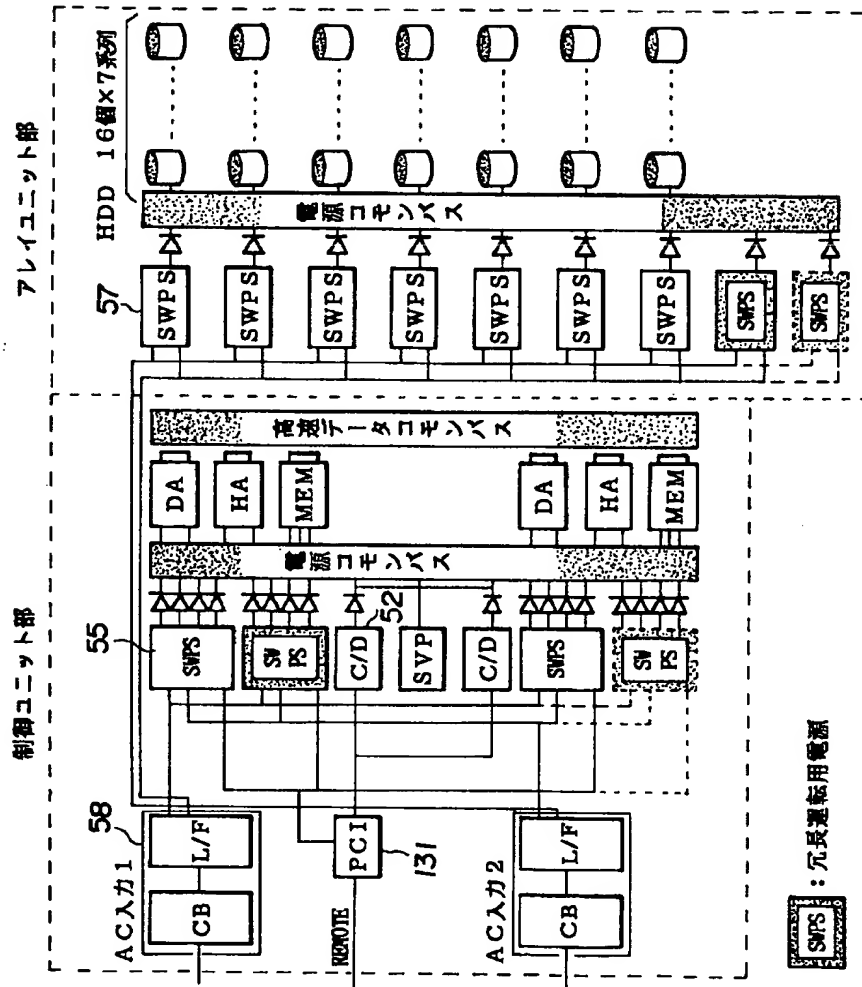 制御ユニット部
アレイユニット部
AC入力1
58
CB
L/F
REMOTE
PCI
131
AC入力2
CB
L/F
55
SWPS
SW
PS
C/D
52
SVP
C/D
SWPS
SW
PS
電源コモンバス
DA
HA
MEM
DA
HA
MEM
高速データコモンバス
57
SWPS
SWPS
SWPS
SWPS
SWPS
SWPS
SWPS
SWPS
SWPS
電源コモンバス
HDD 16個×7系列
SWPS
:冗長運転用電源